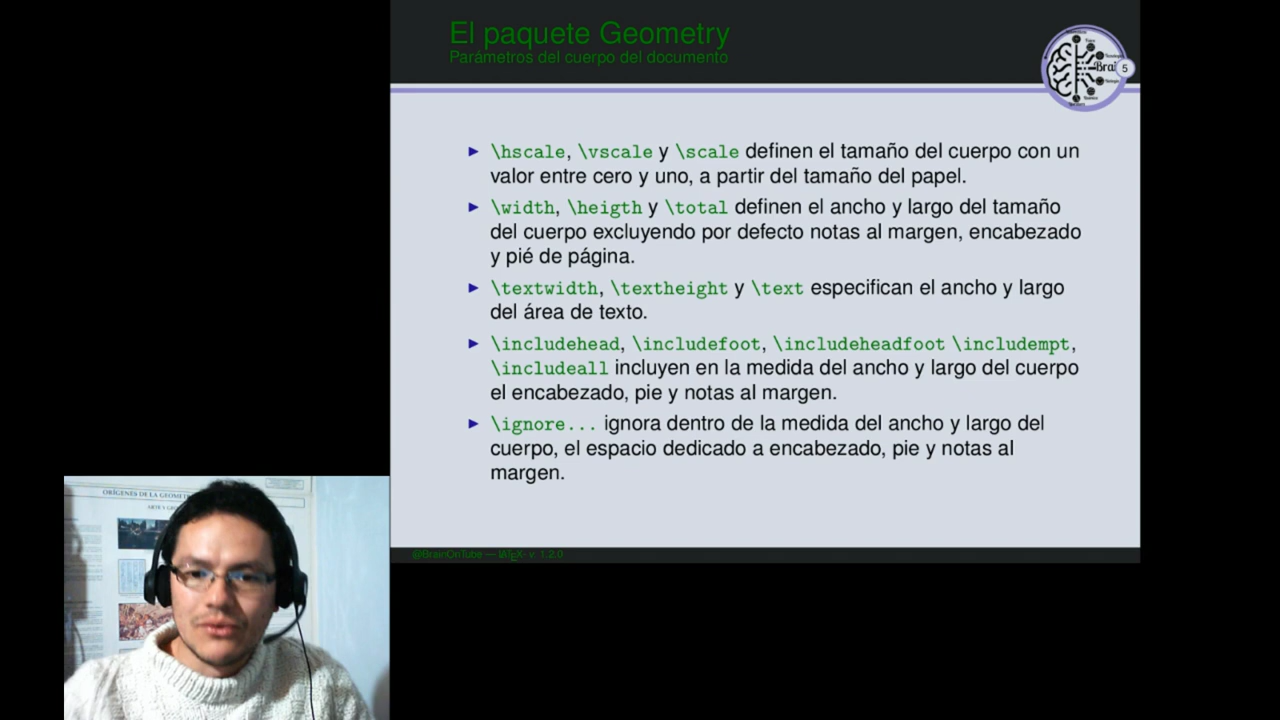 El paquete Geometry
Parámetros del cuerpo del documento
5
\hscale, \vscale y \scale definen el tamaño del cuerpo con un
valor entre cero y uno, a partir del tamaño del papel.
\width, \heigth y \total definen el ancho y largo del tamaño
del cuerpo excluyendo por defecto notas al margen, encabezado
y pié de página.
\textwidth, \textheight y \text especifican el ancho y largo
del área de texto.
\includehead, \includefoot, \includeheadfoot \includempt,
\includeall incluyen en la medida del ancho y largo del cuerpo
el encabezado, pie y notas al margen.
\ignore... ignora dentro de la medida del ancho y largo del
cuerpo, el espacio dedicado a encabezado, pie y notas al
margen.
@BrainOnTube — LATEX- v. 1.2.0
ORÍGENES DE LA